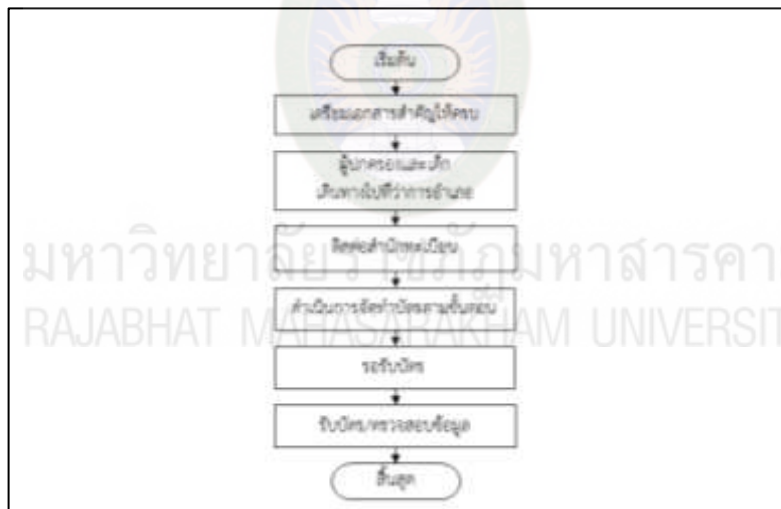 เริ่มต้น
เตรียมเอกสารสำคัญให้ครบ
ผู้ปกครองและเด็ก
เดินทางไปที่ว่าการอำเภอ
ติดต่อสำนักทะเบียน
มหาวิทยาลัยราชภัฏมหาสารคา
ดำเนินการจัดทำบัตรตามขั้นตอน
RAJABHAT MAHASARAKHAM UNIVERSIT
รอรับบัตร
รับบัตร/ตรวจสอบข้อมูล
สิ้นสุด